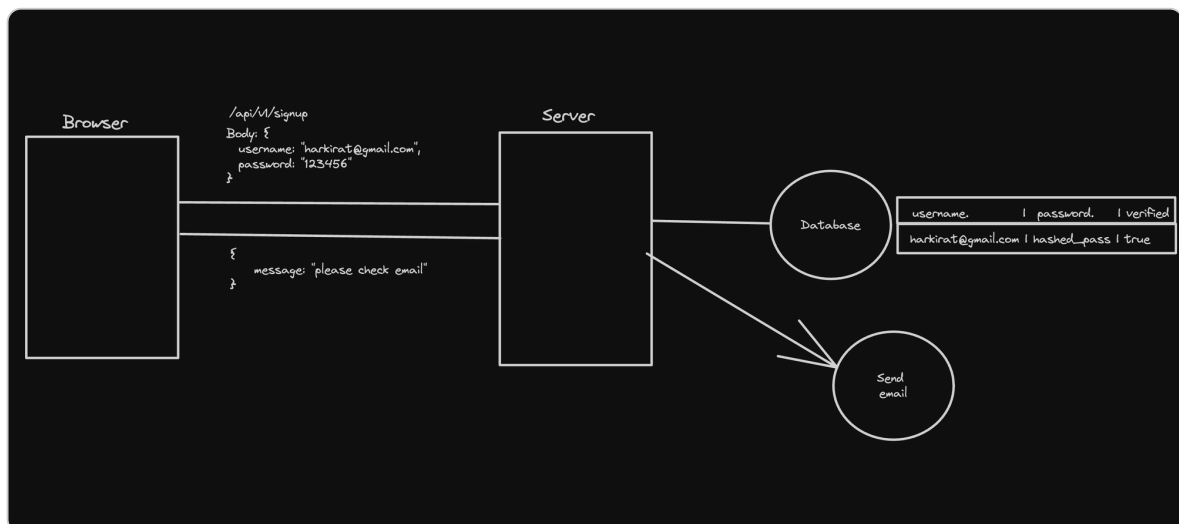 Browser
/api/v1/signup
Body: {
username: "harkirat@gmail.com",
password: "123456"
}
{
message: "please check email"
}
Server
Database
username. | password. | verified
harkirat@gmail.com | hashed_pass | true
Send
email